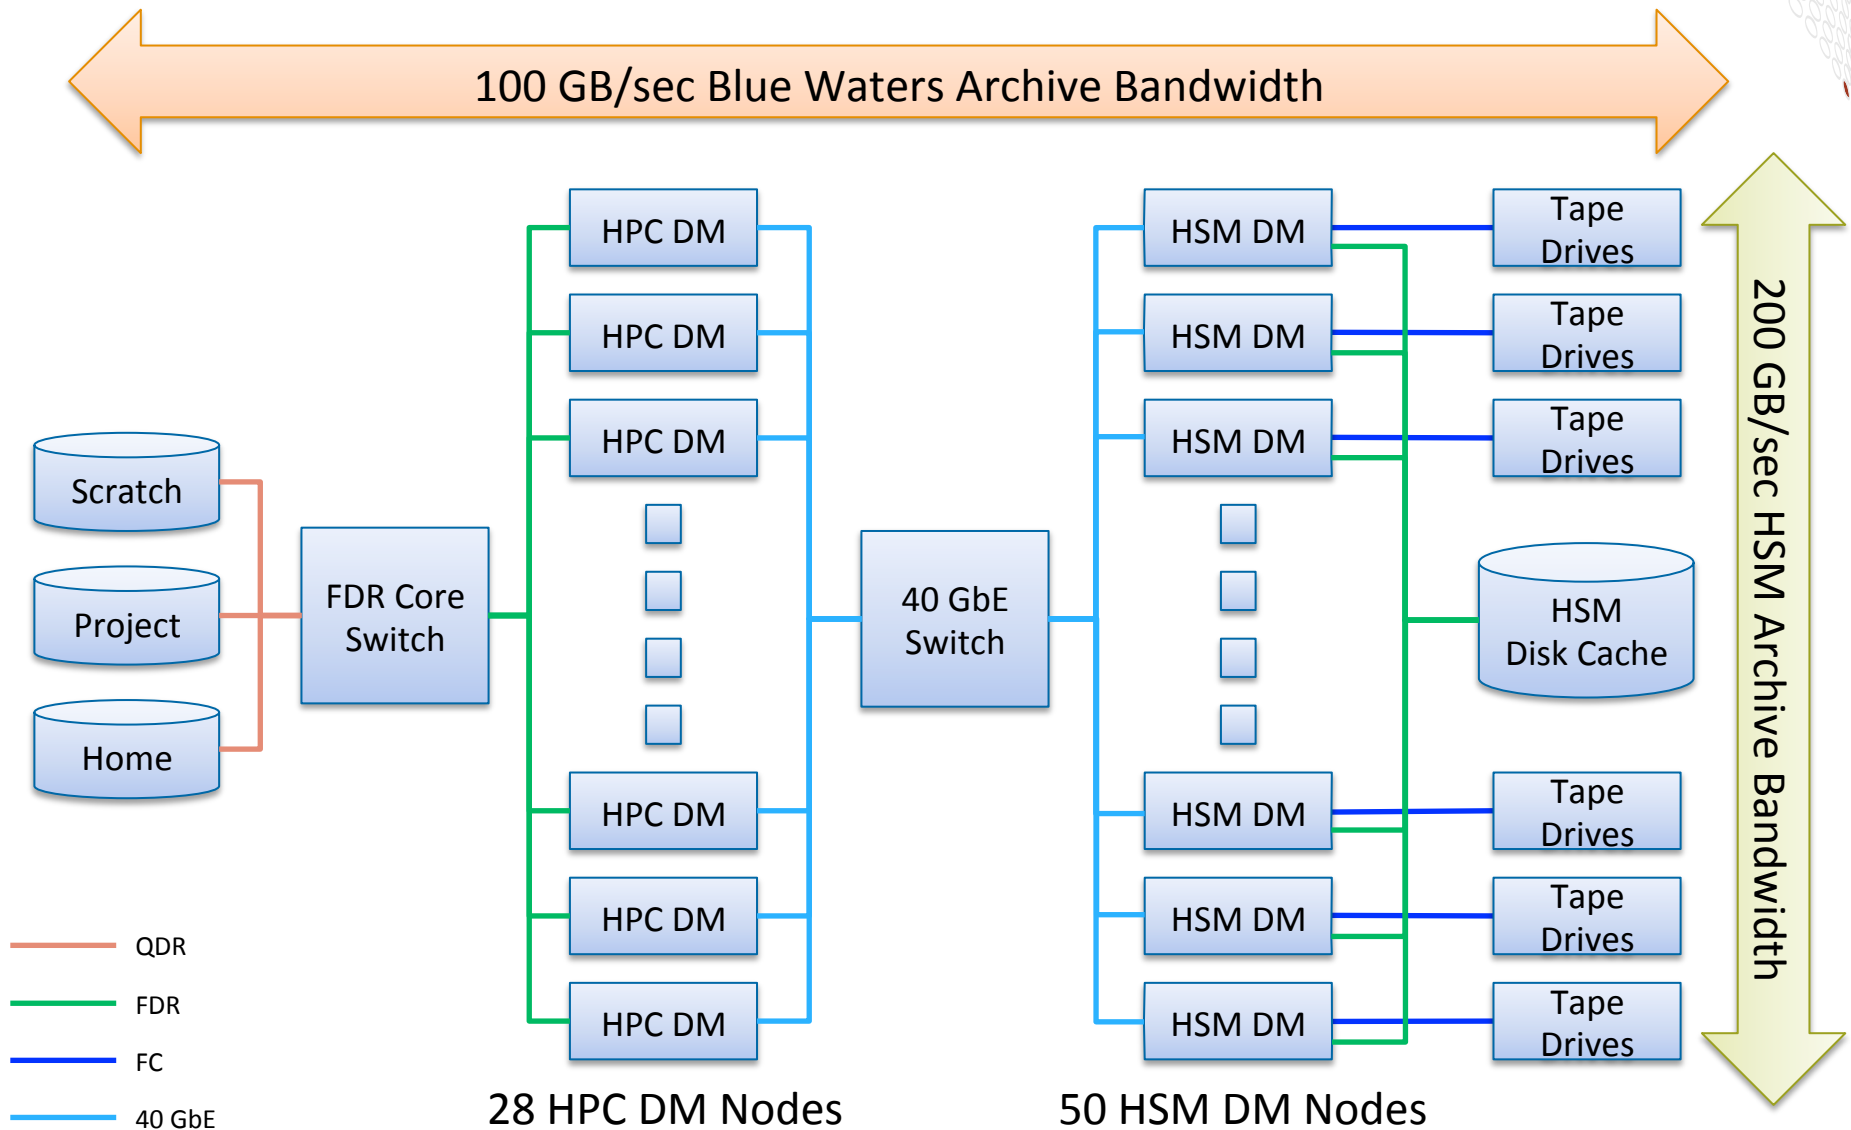 100 GB/sec Blue Waters Archive Bandwidth
Scratch
Project
Home
FDR Core
Switch
HPC DM
HPC DM
HPC DM
HPC DM
HPC DM
HPC DM
28 HPC DM Nodes
40 GbE
Switch
HSM DM
HSM DM
HSM DM
HSM DM
HSM DM
HSM DM
50 HSM DM Nodes
Tape
Drives
Tape
Drives
Tape
Drives
HSM
Disk Cache
Tape
Drives
Tape
Drives
Tape
Drives
200 GB/sec HSM Archive Bandwidth
QDR
FDR
FC
40 GbE